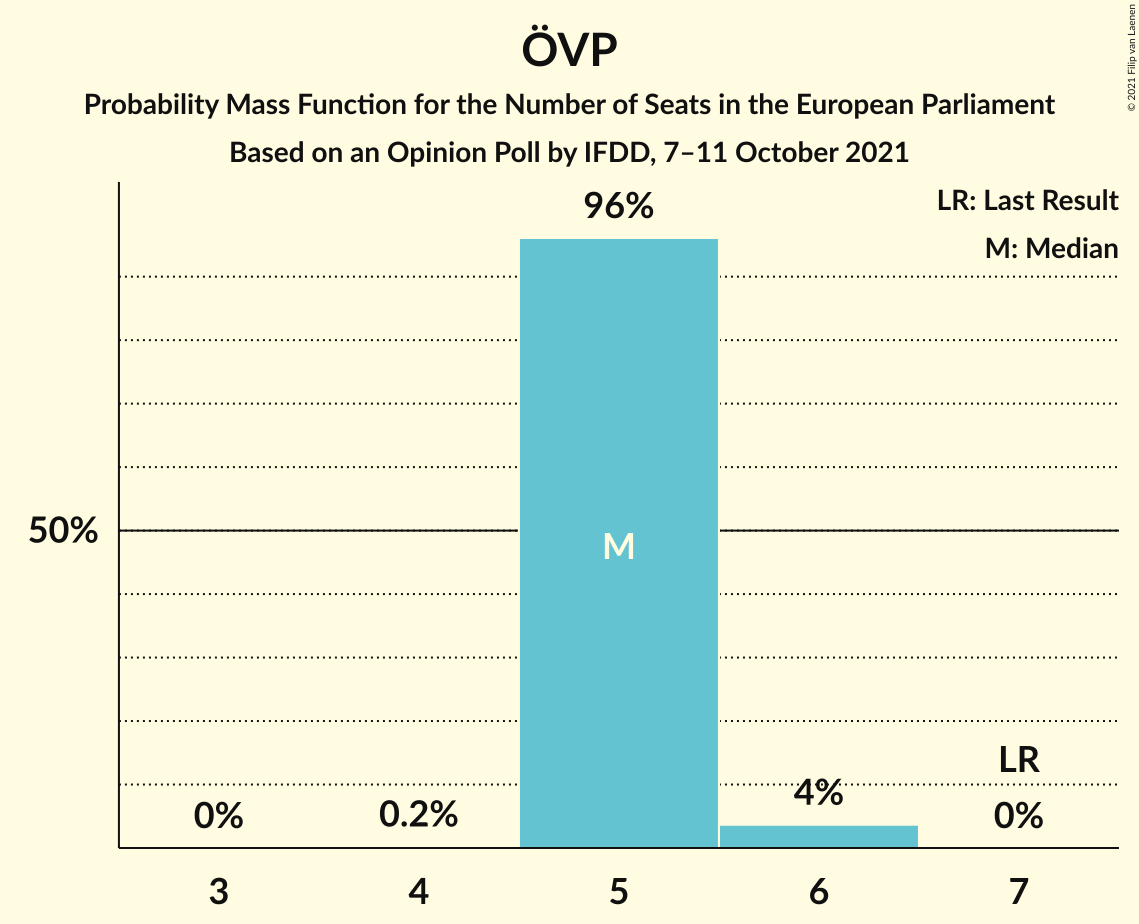 ÖVP
Probability Mass Function for the Number of Seats in the European Parliament
Based on an Opinion Poll by IFDD, 7–11 October 2021
© 2021 Filip van Laenen
LR: Last Result
M: Median
96%
50%
M
LR
0%
0.2%
4%
0%
3
4
5
6
7